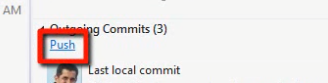 AM
Outgoing Commits (3)
Push
Last local commit